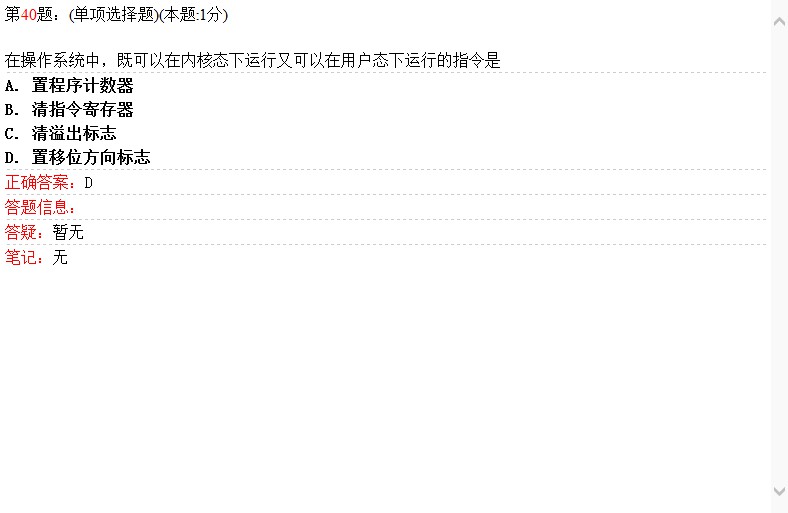 第40题：(单项选择题)(本题:1分)
在操作系统中，既可以在内核态下运行又可以在用户态下运行的指令是
A. 置程序计数器
B. 清指令寄存器
C. 清溢出标志
D. 置移位方向标志
正确答案：D
答题信息：
答疑：暂无
笔记：无